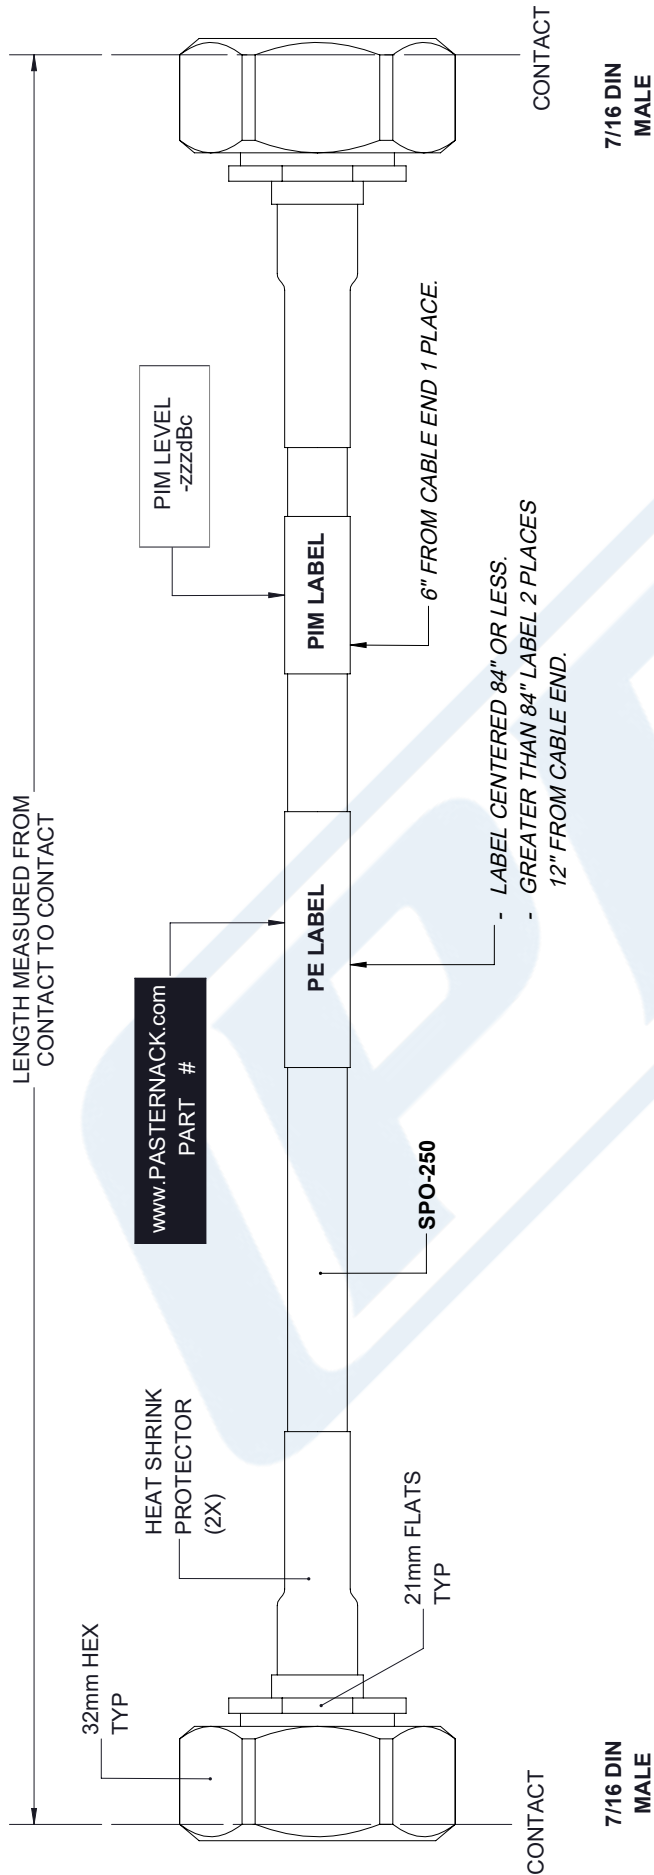 LENGTH MEASURED FROM
CONTACT TO CONTACT
32mm HEX
TYP
HEAT SHRINK
PROTECTOR
(2X)
www.PASTERNACK.com
PART #
PIM LEVEL
-zzzdBc
PE LABEL
PIM LABEL
21mm FLATS
TYP
SPO-250
6" FROM CABLE END 1 PLACE.
- LABEL CENTERED 84" OR LESS.
- GREATER THAN 84" LABEL 2 PLACES
12" FROM CABLE END.
CONTACT
CONTACT
7/16 DIN
MALE
7/16 DIN
MALE